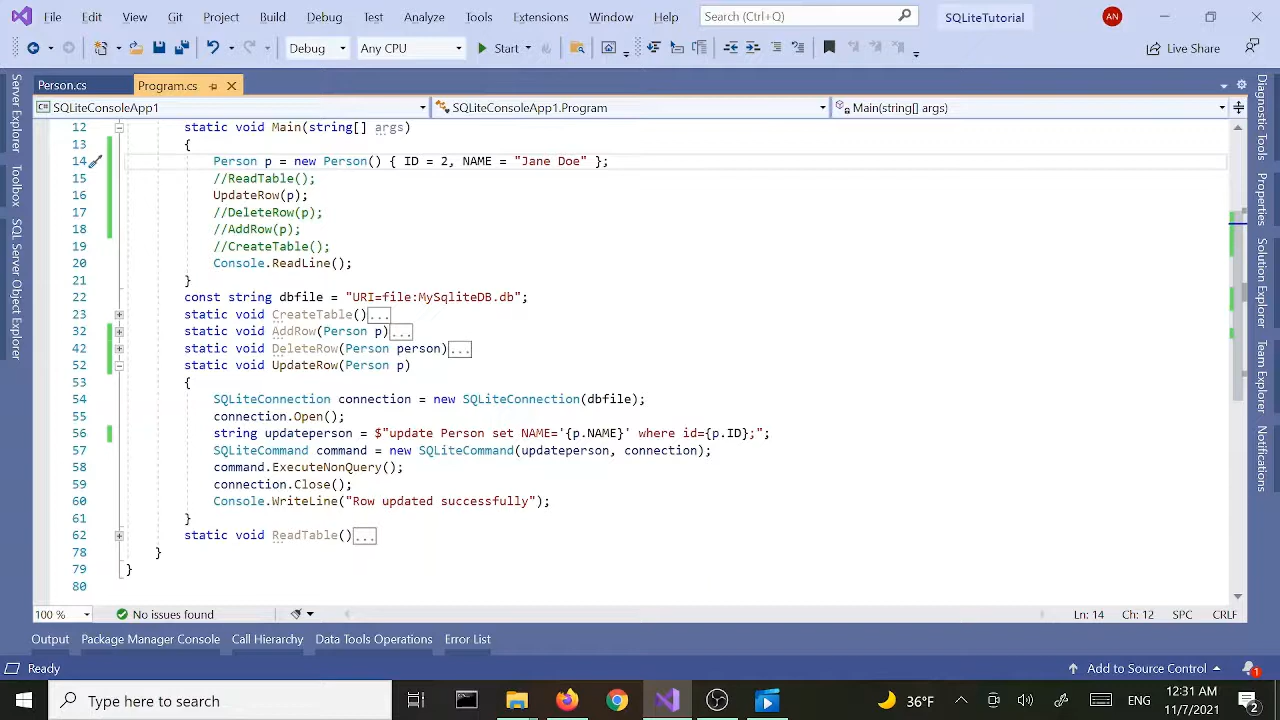 File Edit View Git Project Build Debug Test Analyze Tools Extensions Window Help Search (Ctrl+Q) SQLiteTutorial AN
Debug Any CPU Start Live Share
Person.cs Program.cs
SQLiteConsoleApp1 SQLiteConsoleApp1.Program Main(string[] args)
12 static void Main(string[] args)
13 {
14 Person p = new Person() { ID = 2, NAME = "Jane Doe" };
15 //ReadTable();
16 UpdateRow(p);
17 //DeleteRow(p);
18 //AddRow(p);
19 //CreateTable();
20 Console.ReadLine();
21 }
22 const string dbfile = "URI=file:MySqliteDB.db";
23 static void CreateTable()...
32 static void AddRow(Person p)...
42 static void DeleteRow(Person person)...
52 static void UpdateRow(Person p)
53 {
54 SQLiteConnection connection = new SQLiteConnection(dbfile);
55 connection.Open();
56 string updateperson = $"update Person set NAME='{p.NAME}' where id={p.ID};";
57 SQLiteCommand command = new SQLiteCommand(updateperson, connection);
58 command.ExecuteNonQuery();
59 connection.Close();
60 Console.WriteLine("Row updated successfully");
61 }
62 static void ReadTable()...
78 }
79 }
80
Server Explorer
Toolbox
SQL Server Object Explorer
Diagnostic Tools
Properties
Solution Explorer
Team Explorer
Notifications
100 % No issues found Ln: 14 Ch: 12 SPC CRLF
Output Package Manager Console Call Hierarchy Data Tools Operations Error List
Ready Add to Source Control 1
Type here to search 36°F ENG :31 AM
11/7/2021 2